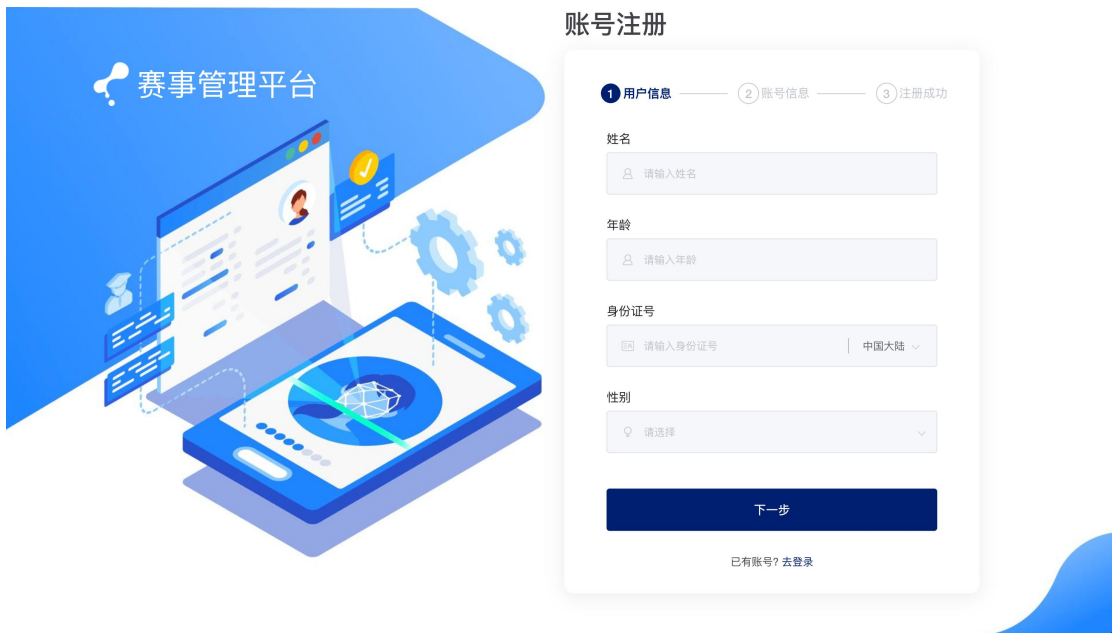 赛事管理平台
账号注册
1 用户信息 2 账号信息 3 注册成功
姓名
请输入姓名
年龄
请输入年龄
身份证号
请输入身份证号 中国大陆
性别
请选择
下一步
已有账号? 去登录